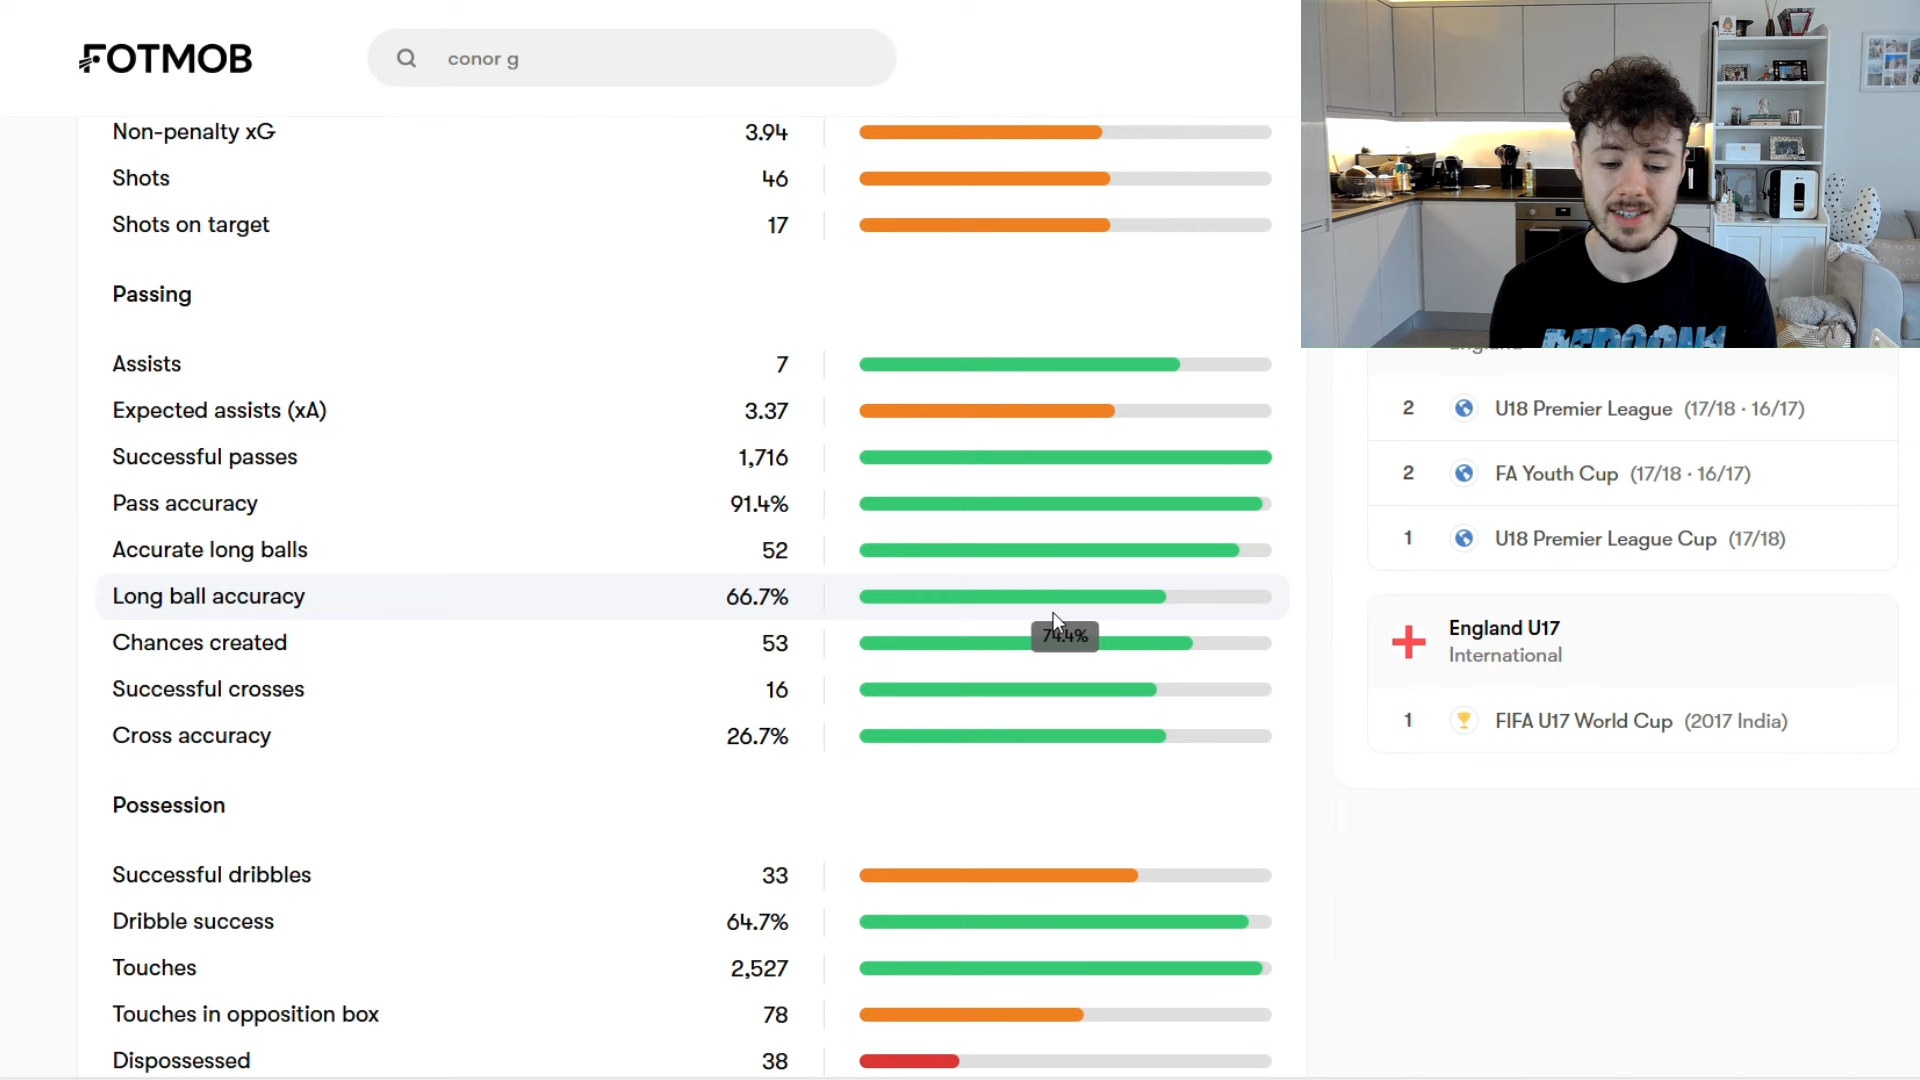 FOTMOB
conor g
Non-penalty xG 3.94
Shots 46
Shots on target 17
Passing
Assists 7
Expected assists (xA) 3.37
Successful passes 1,716
Pass accuracy 91.4%
Accurate long balls 52
Long ball accuracy 66.7%
74.4%
Chances created 53
Successful crosses 16
Cross accuracy 26.7%
Possession
Successful dribbles 33
Dribble success 64.7%
Touches 2,527
Touches in opposition box 78
Dispossessed 38
England
2 U18 Premier League (17/18 · 16/17)
2 FA Youth Cup (17/18 · 16/17)
1 U18 Premier League Cup (17/18)
England U17
International
1 FIFA U17 World Cup (2017 India)